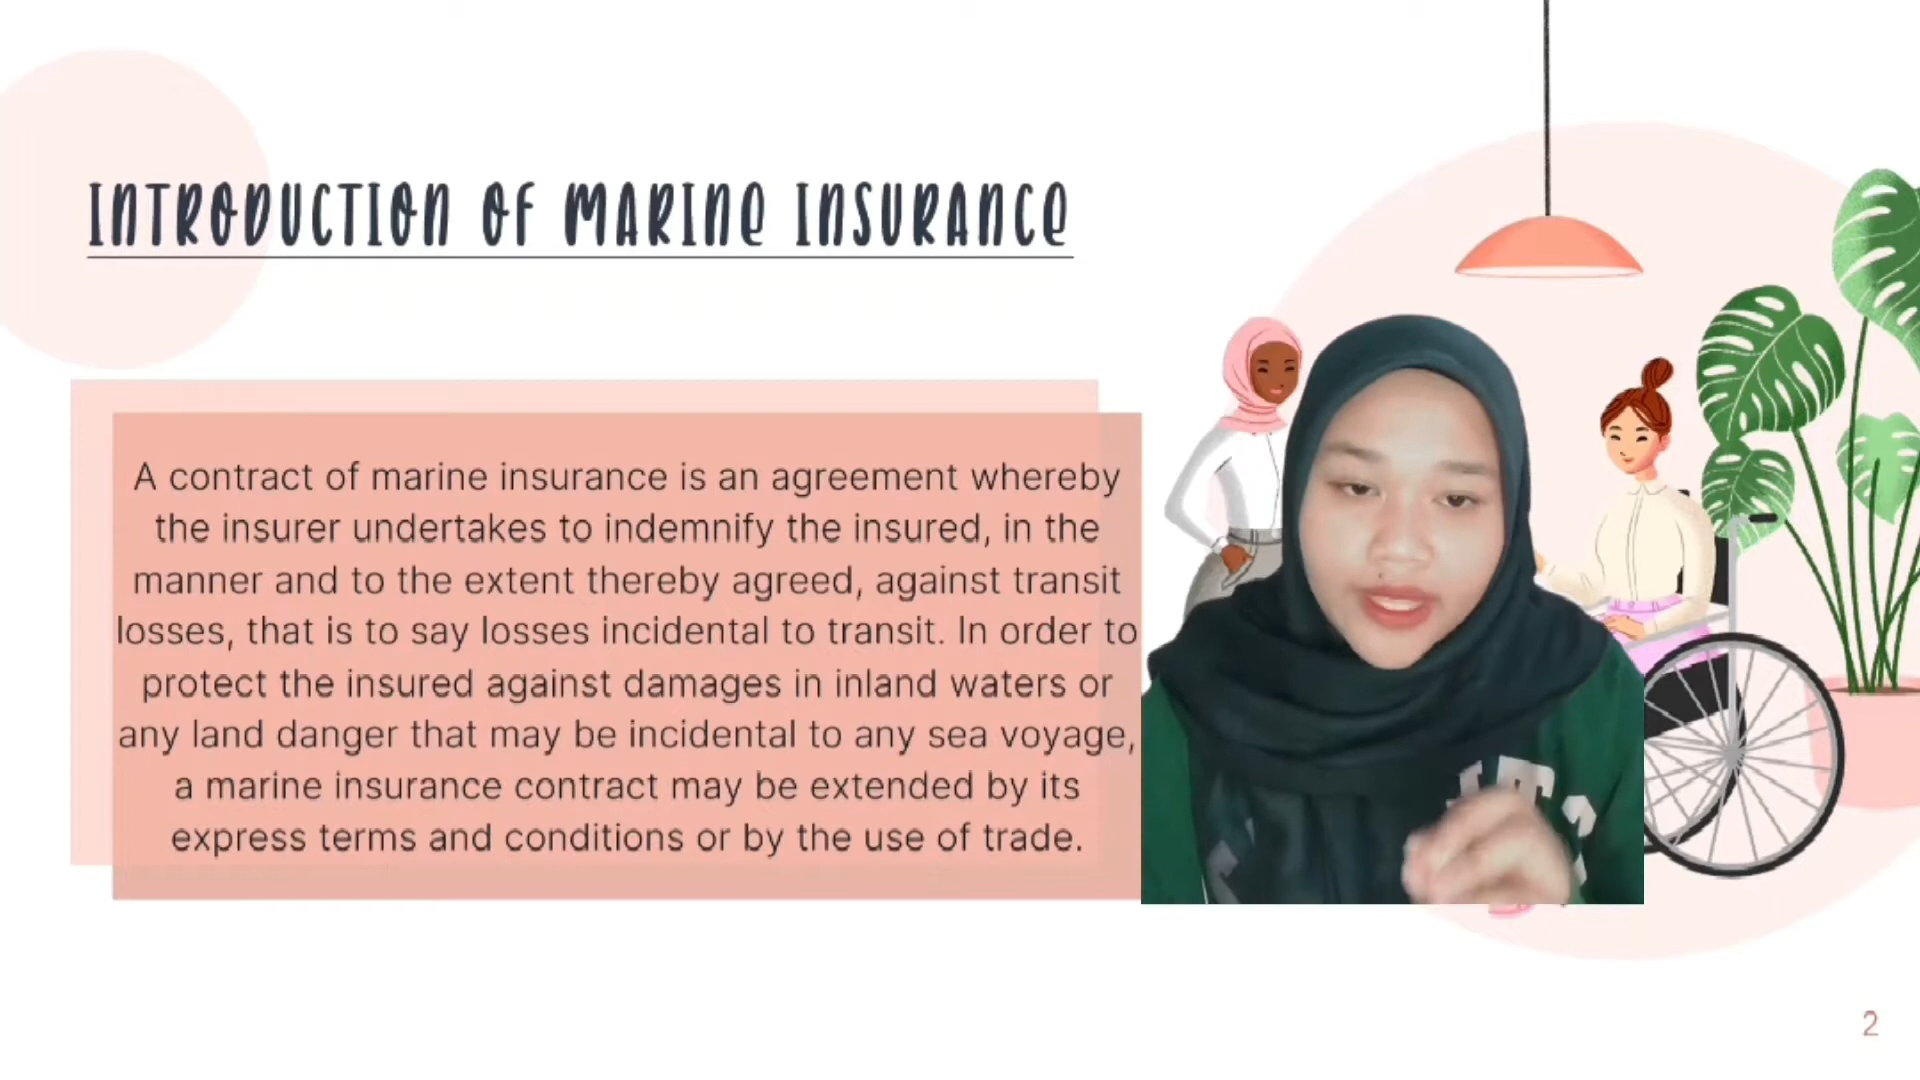 INTRODUCTION OF MARINE INSURANCE
A contract of marine insurance is an agreement whereby
the insurer undertakes to indemnify the insured, in the
manner and to the extent thereby agreed, against transit
losses, that is to say losses incidental to transit. In order to
protect the insured against damages in inland waters or
any land danger that may be incidental to any sea voyage,
a marine insurance contract may be extended by its
express terms and conditions or by the use of trade.
2